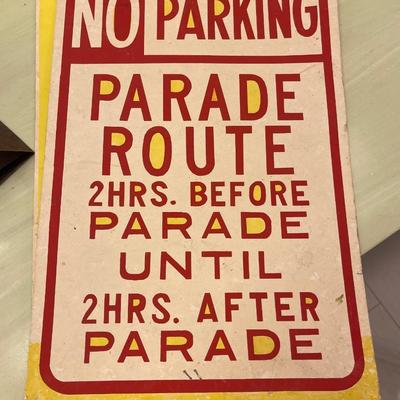 NO PARKING
PARADE
ROUTE
2HRS. BEFORE
PARADE
UNTIL
2HRS. AFTER
PARADE